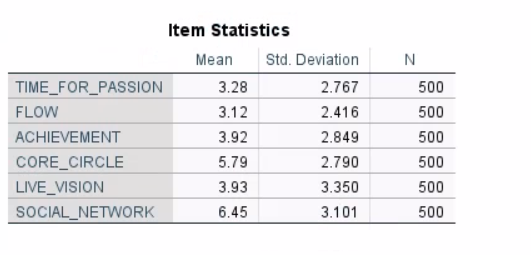 Item Statistics
Mean Std. Deviation N
TIME_FOR_PASSION 3.28 2.767 500
FLOW 3.12 2.416 500
ACHIEVEMENT 3.92 2.849 500
CORE_CIRCLE 5.79 2.790 500
LIVE_VISION 3.93 3.350 500
SOCIAL_NETWORK 6.45 3.101 500